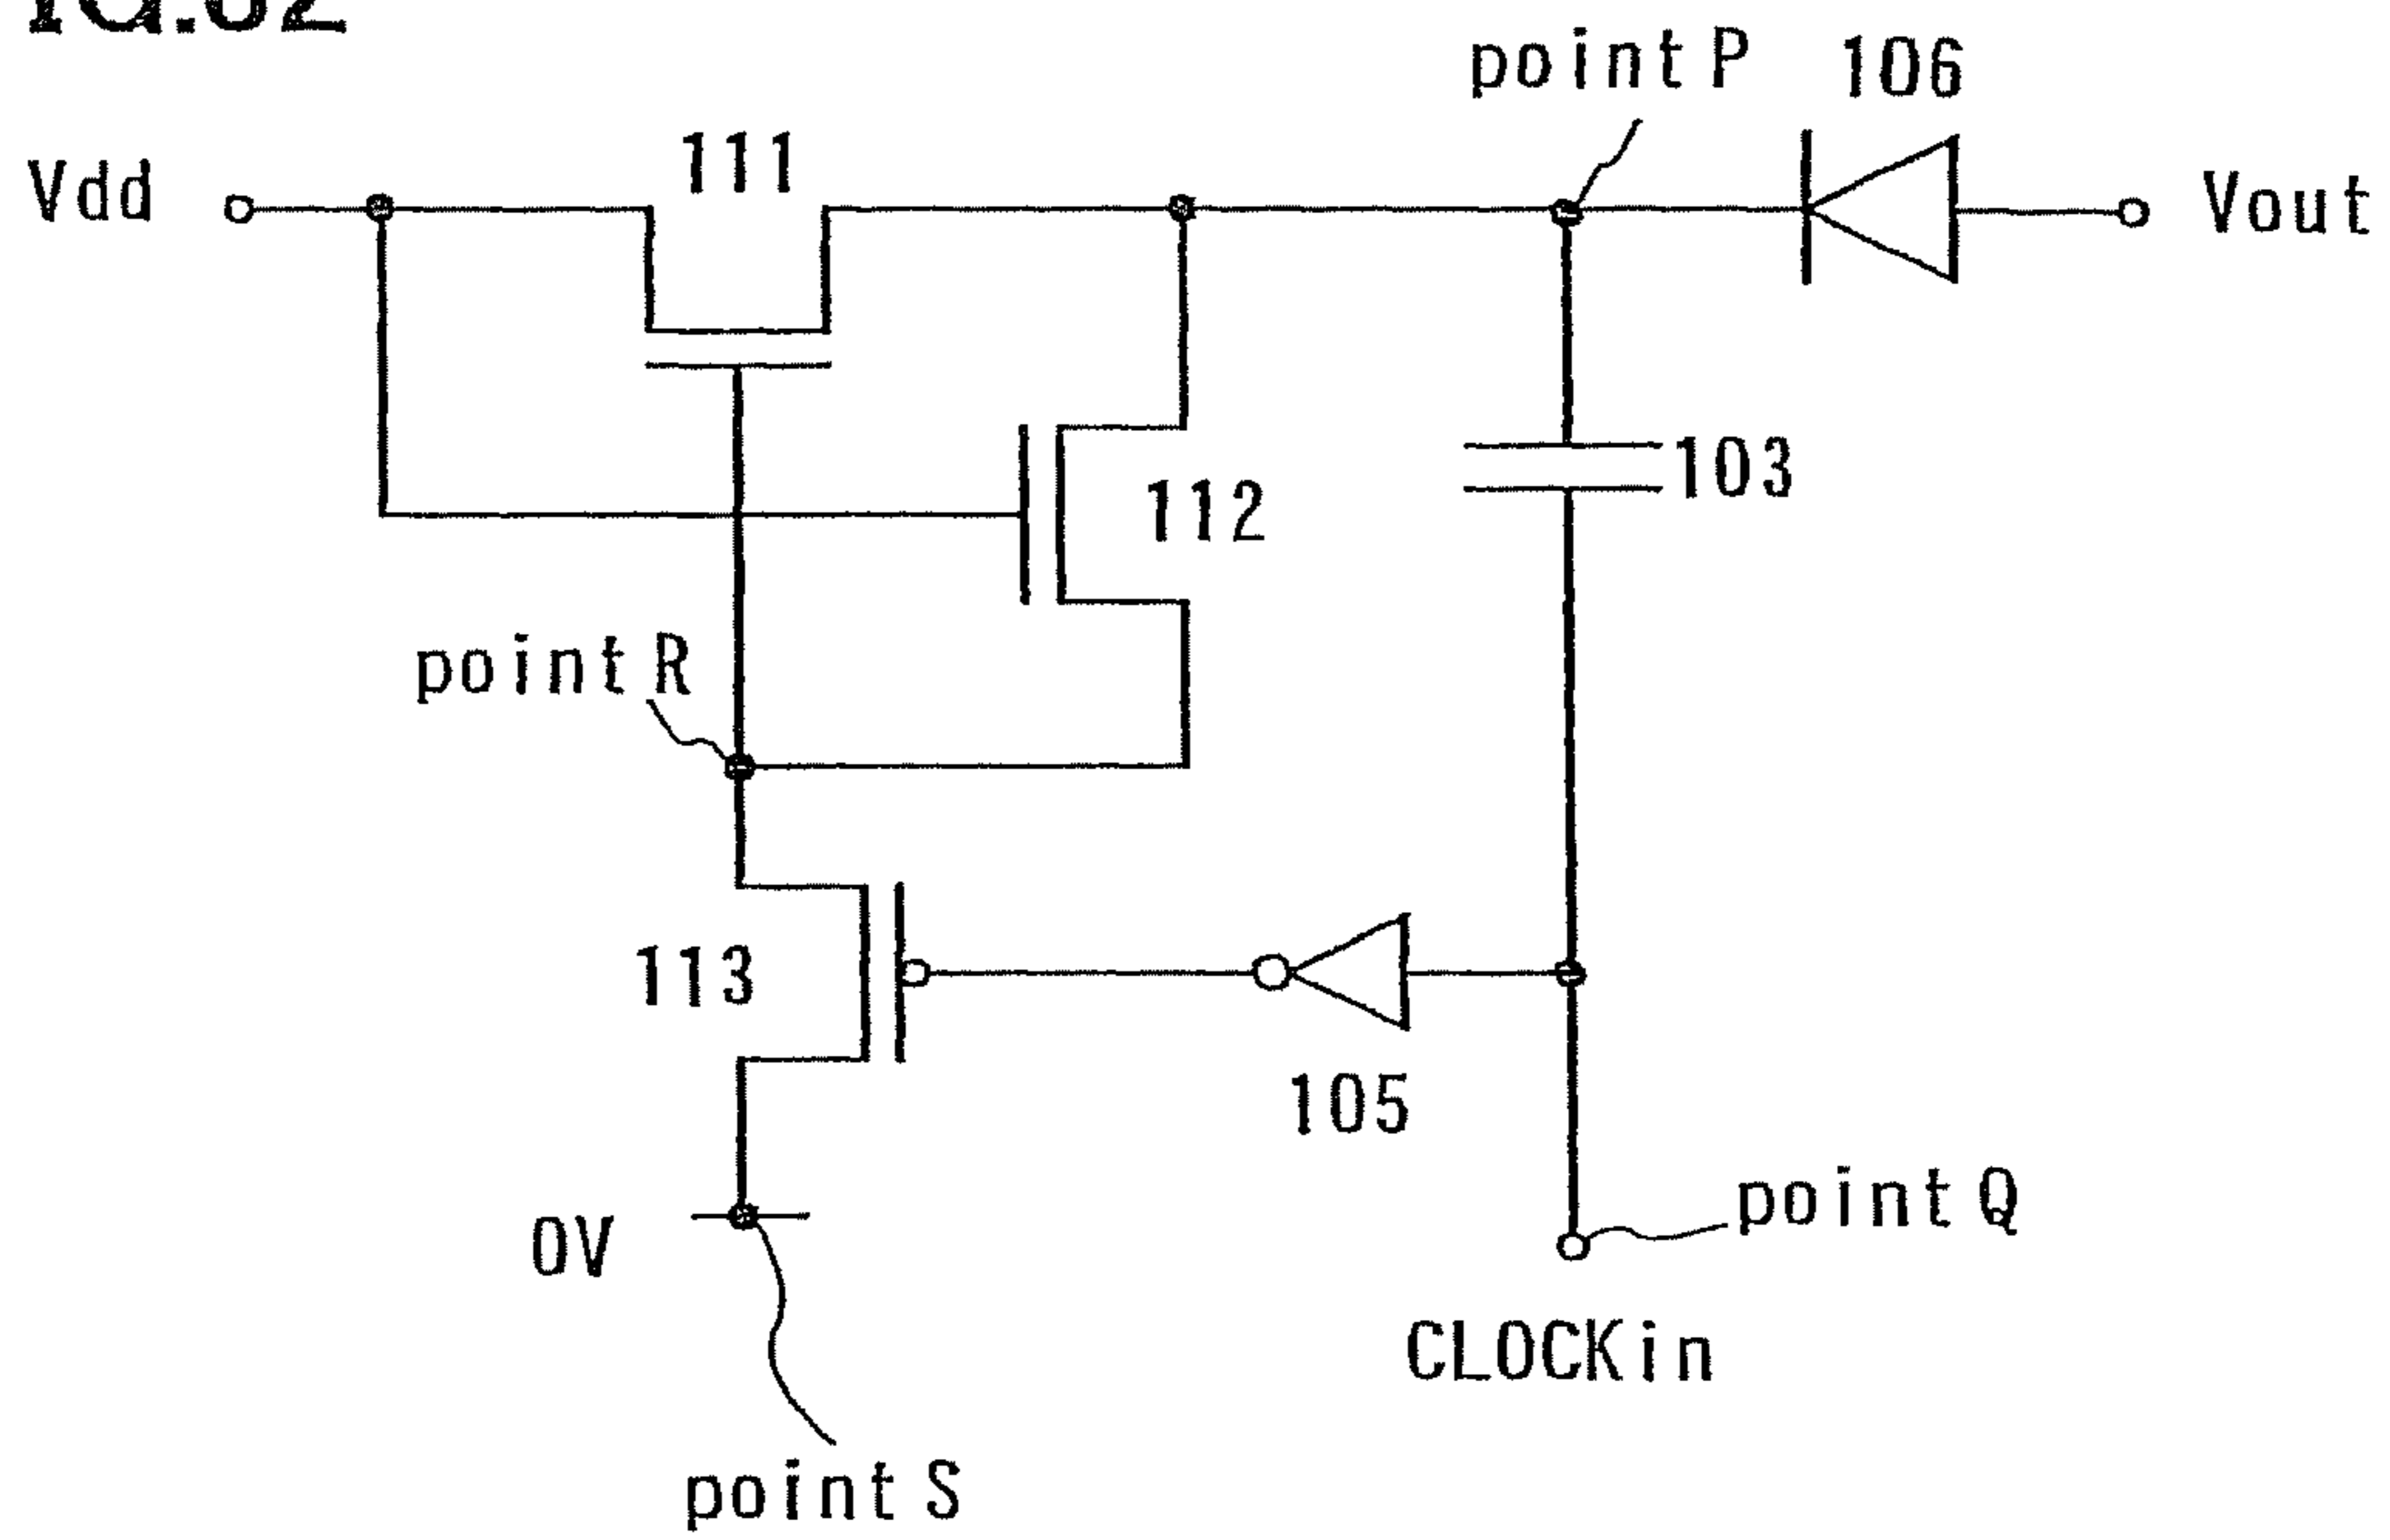 point P
106
Vdd
111
Vout
103
112
point R
113
105
point Q
0V
CLOCKin
point S